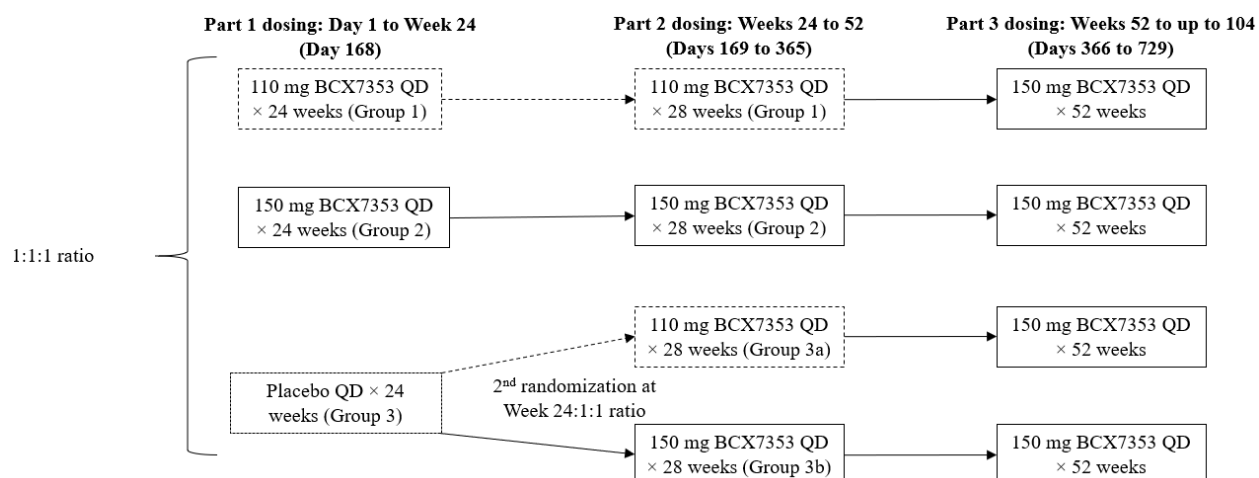 Part 1 dosing: Day 1 to Week 24
(Day 168)
Part 2 dosing: Weeks 24 to 52
(Days 169 to 365)
Part 3 dosing: Weeks 52 to up to 104
(Days 366 to 729)
110 mg BCX7353 QD
× 24 weeks (Group 1)
110 mg BCX7353 QD
× 28 weeks (Group 1)
150 mg BCX7353 QD
× 52 weeks
150 mg BCX7353 QD
× 24 weeks (Group 2)
150 mg BCX7353 QD
× 28 weeks (Group 2)
150 mg BCX7353 QD
× 52 weeks
1:1:1 ratio
110 mg BCX7353 QD
× 28 weeks (Group 3a)
150 mg BCX7353 QD
× 52 weeks
Placebo QD × 24
weeks (Group 3)
2nd randomization at
Week 24:1:1 ratio
150 mg BCX7353 QD
× 28 weeks (Group 3b)
150 mg BCX7353 QD
× 52 weeks